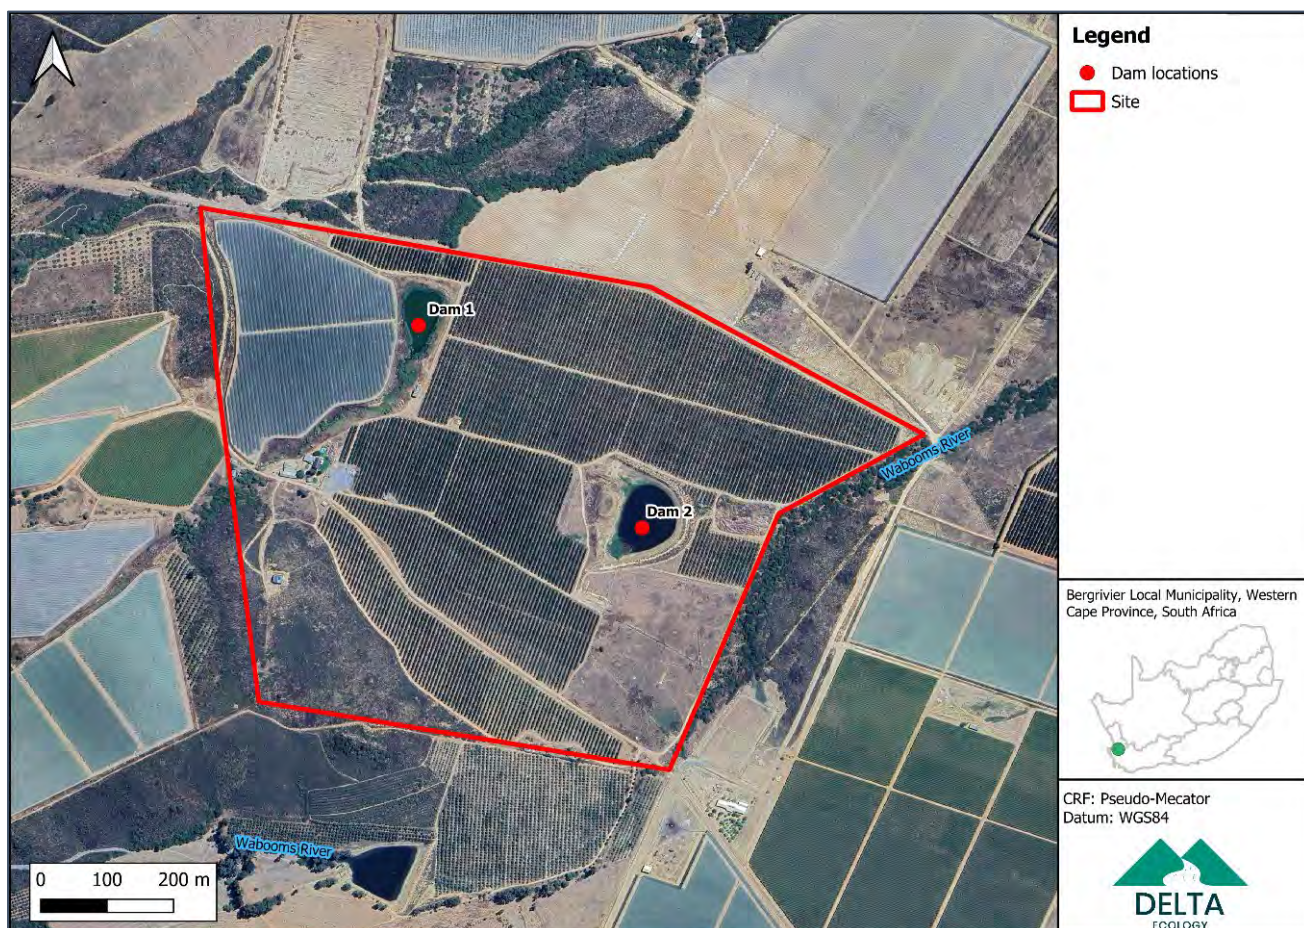 Legend
Dam locations
Site
Dam 1
Wabooms River
Dam 2
Bergrivier Local Municipality, Western
Cape Province, South Africa
CRF: Pseudo-Mecator
Datum: WGS84
Wabooms River
0 100 200 m
DELTA
ECOLOGY